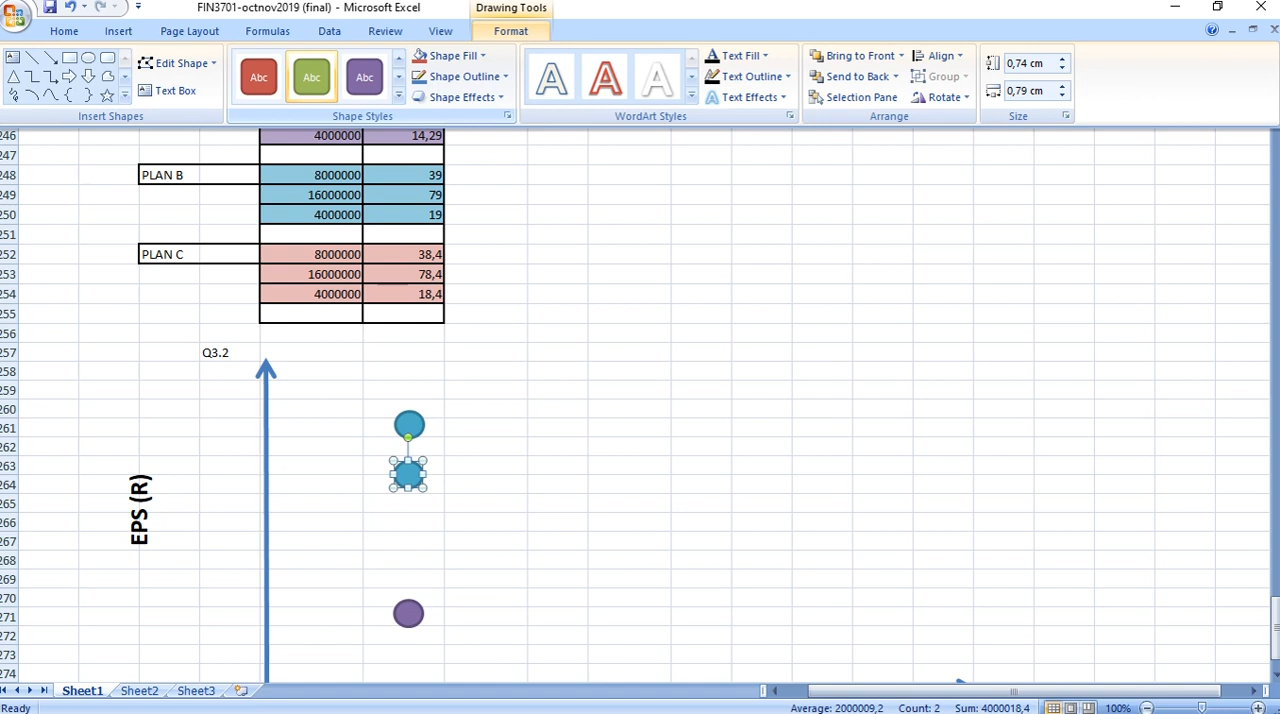 FIN3701-octnov2019 (final) - Microsoft Excel
Drawing Tools
Home Insert Page Layout Formulas Data Review View Format
Edit Shape
Text Box
Insert Shapes
Abc Abc Abc
Shape Fill
Shape Outline
Shape Effects
Shape Styles
A A A
Text Fill
Text Outline
Text Effects
WordArt Styles
Bring to Front
Send to Back
Selection Pane
Align
Group
Rotate
Arrange
0,74 cm
0,79 cm
Size
246 4000000 14,29
247
248 PLAN B 8000000 39
249 16000000 79
250 4000000 19
251
252 PLAN C 8000000 38,4
253 16000000 78,4
254 4000000 18,4
255
256
257 Q3.2
258
259
260
261
262
263
264
265
266
267
268
269
270
271
272
273
274
EPS (R)
Sheet1 Sheet2 Sheet3
Ready Average: 2000009,2 Count: 2 Sum: 4000018,4 100%